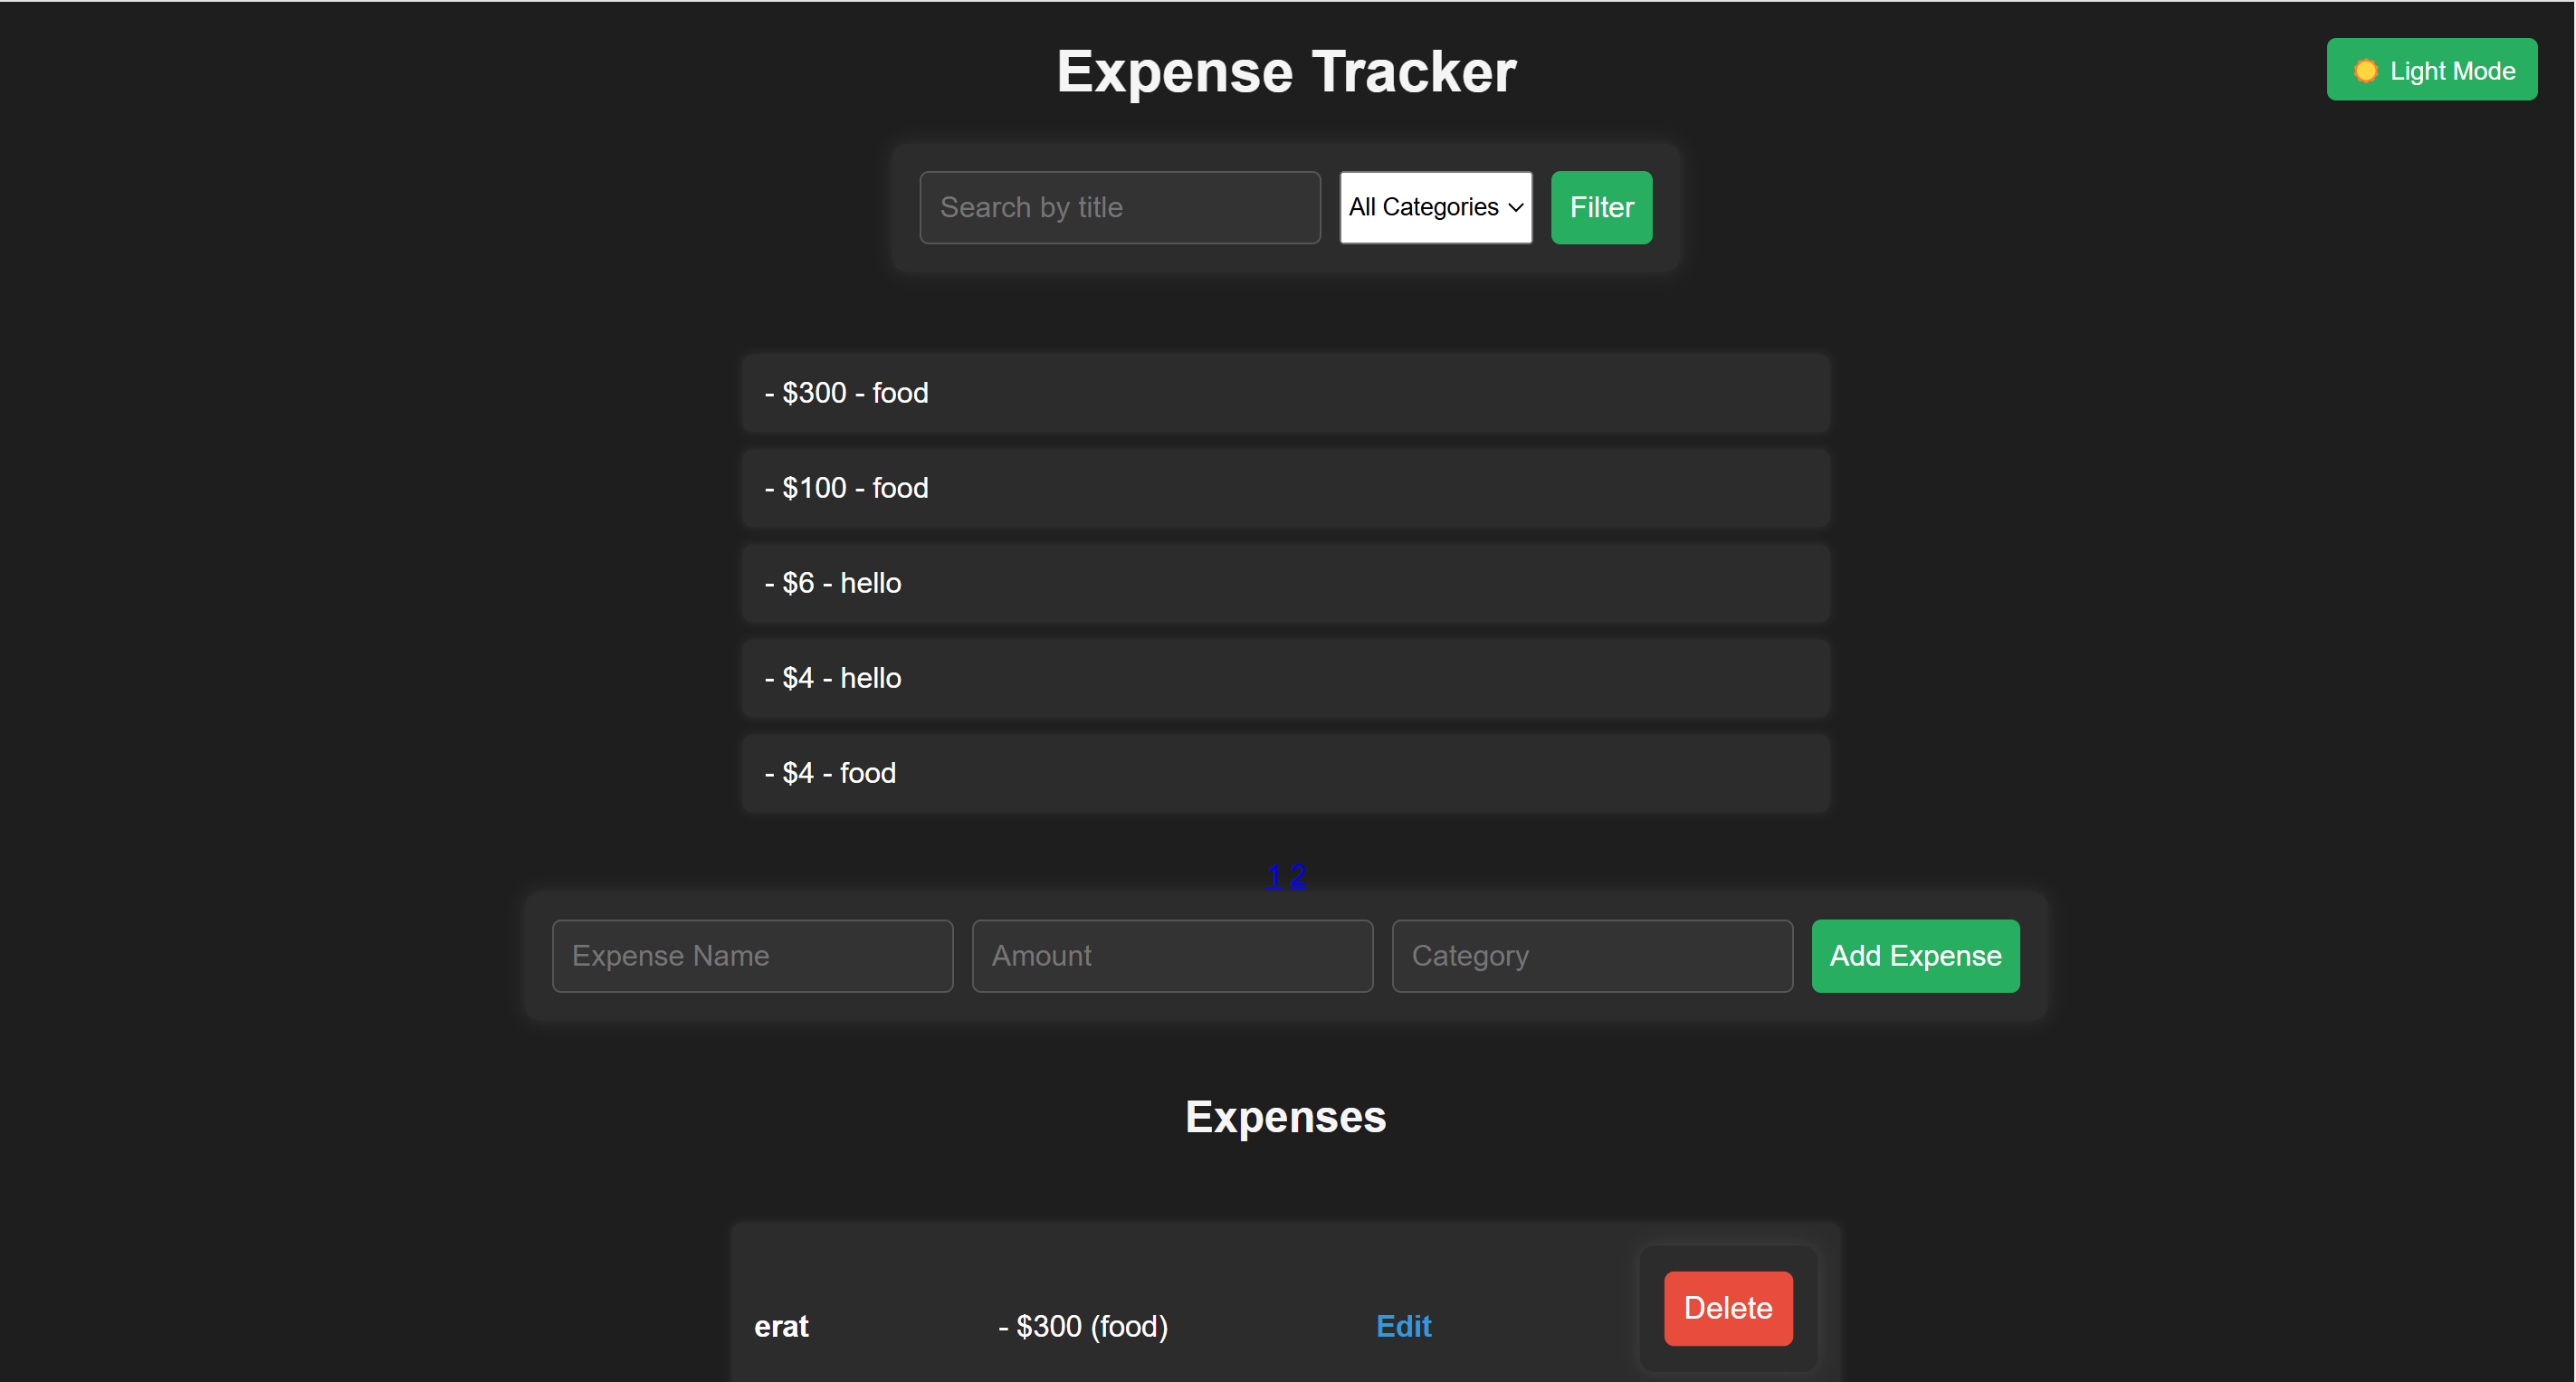 Expense Tracker
Light Mode
Search by title
All Categories
Filter
- $300 - food
- $100 - food
- $6 - hello
- $4 - hello
- $4 - food
1 2
Expense Name
Amount
Category
Add Expense
Expenses
erat
- $300 (food)
Edit
Delete